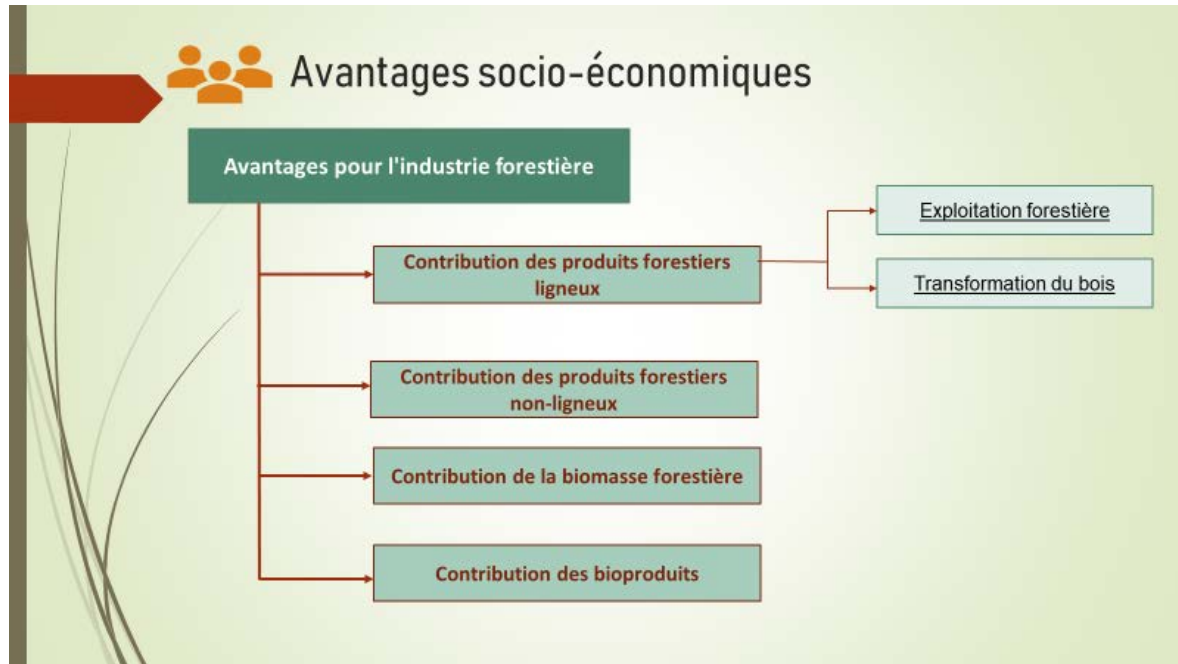 Avantages socio-économiques
Avantages pour l'industrie forestière
Contribution des produits forestiers
ligneux
Exploitation forestière
Transformation du bois
Contribution des produits forestiers
non-ligneux
Contribution de la biomasse forestière
Contribution des bioproduits